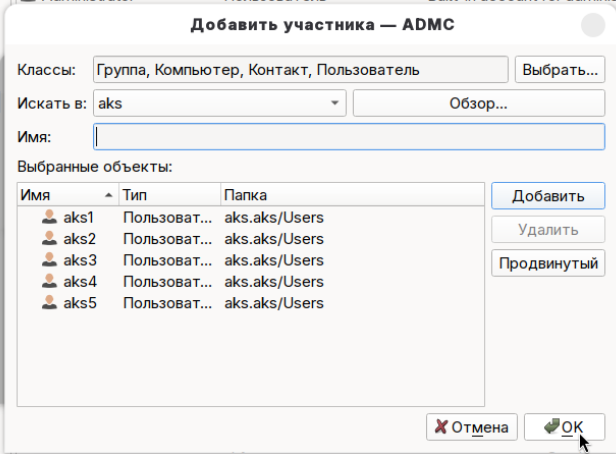 Добавить участника — ADMC
Классы: Группа, Компьютер, Контакт, Пользователь Выбрать...
Искать в: aks Обзор...
Имя:
Выбранные объекты:
Имя Тип Папка
Добавить
aks1 Пользоват... aks.aks/Users
aks2 Пользоват... aks.aks/Users
Удалить
aks3 Пользоват... aks.aks/Users
Продвинутый
aks4 Пользоват... aks.aks/Users
aks5 Пользоват... aks.aks/Users
Отмена OK